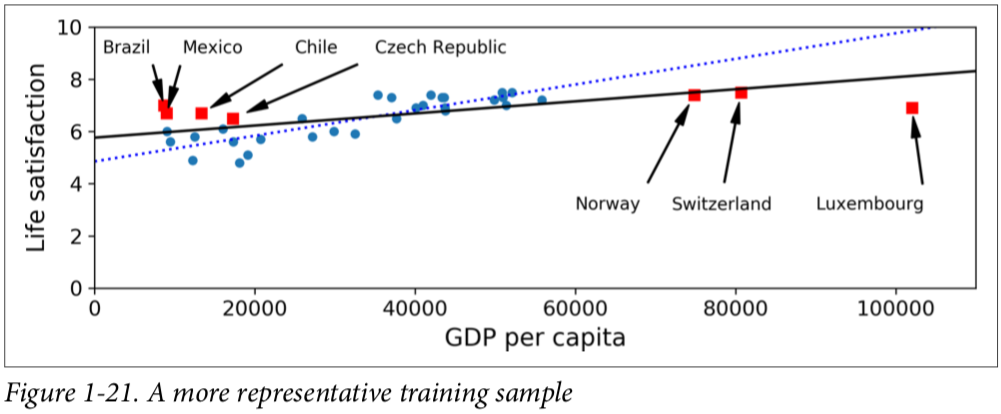 10
8
6
4
2
0
Life satisfaction
Brazil Mexico Chile Czech Republic
Norway Switzerland Luxembourg
0 20000 40000 60000 80000 100000
GDP per capita
Figure 1-21. A more representative training sample